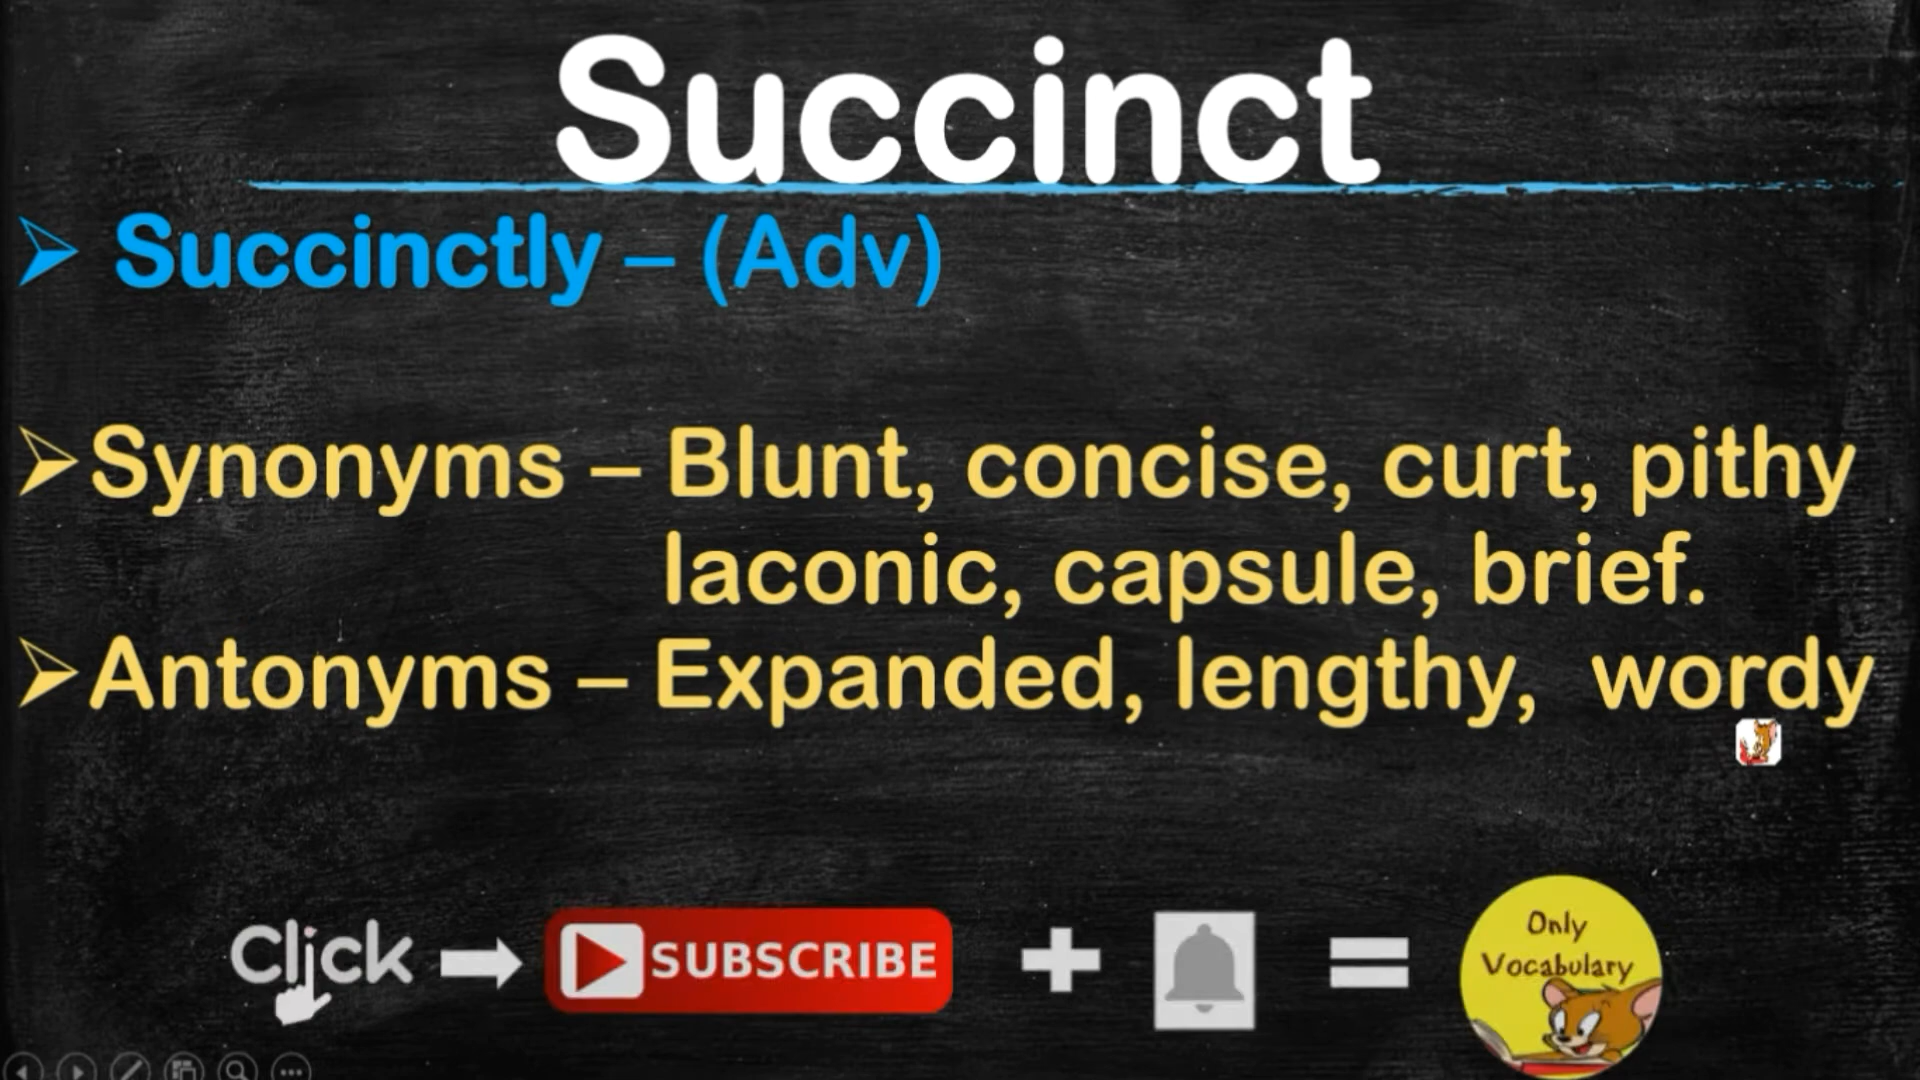 Succinct
Succinctly – (Adv)
Synonyms – Blunt, concise, curt, pithy
laconic, capsule, brief.
Antonyms – Expanded, lengthy, wordy
Click SUBSCRIBE + =
Only
Vocabulary